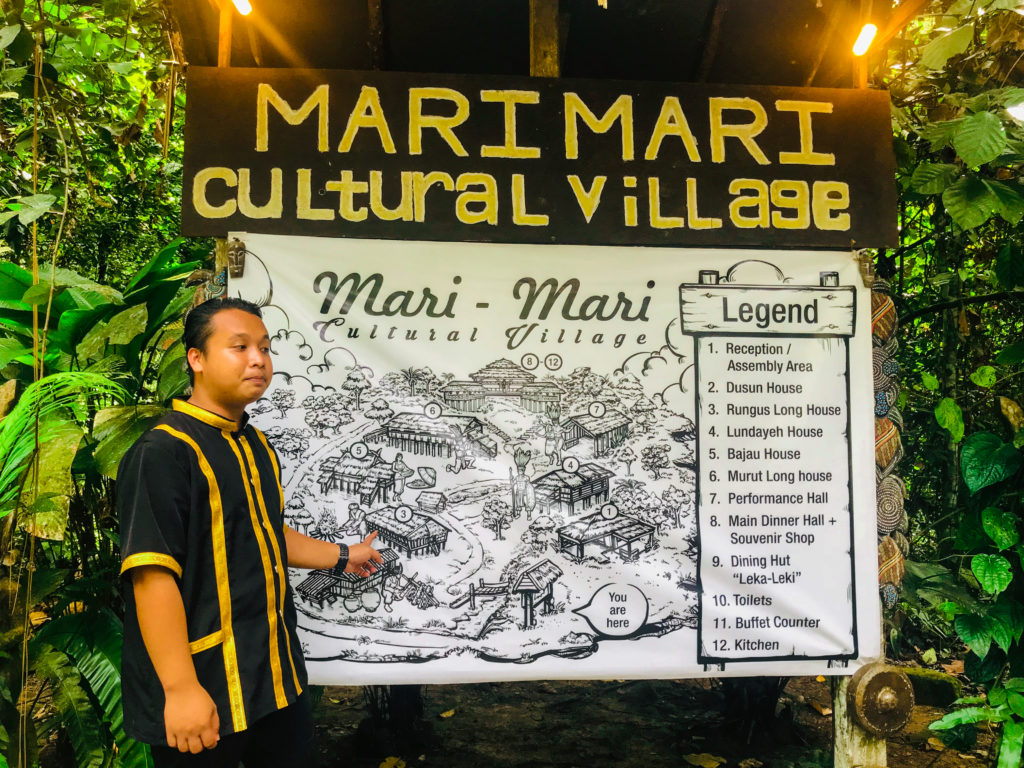 MARI MARI
CULtural VILLage
Mari - Mari
Cultural Village
Legend
1. Reception /
Assembly Area
2. Dusun House
3. Rungus Long House
4. Lundayeh House
5. Bajau House
6. Murut Long house
7. Performance Hall
8. Main Dinner Hall +
Souvenir Shop
9. Dining Hut
"Leka-Leki"
10. Toilets
11. Buffet Counter
12. Kitchen
8 - 12
6
7
5
4
3
1
You are
here